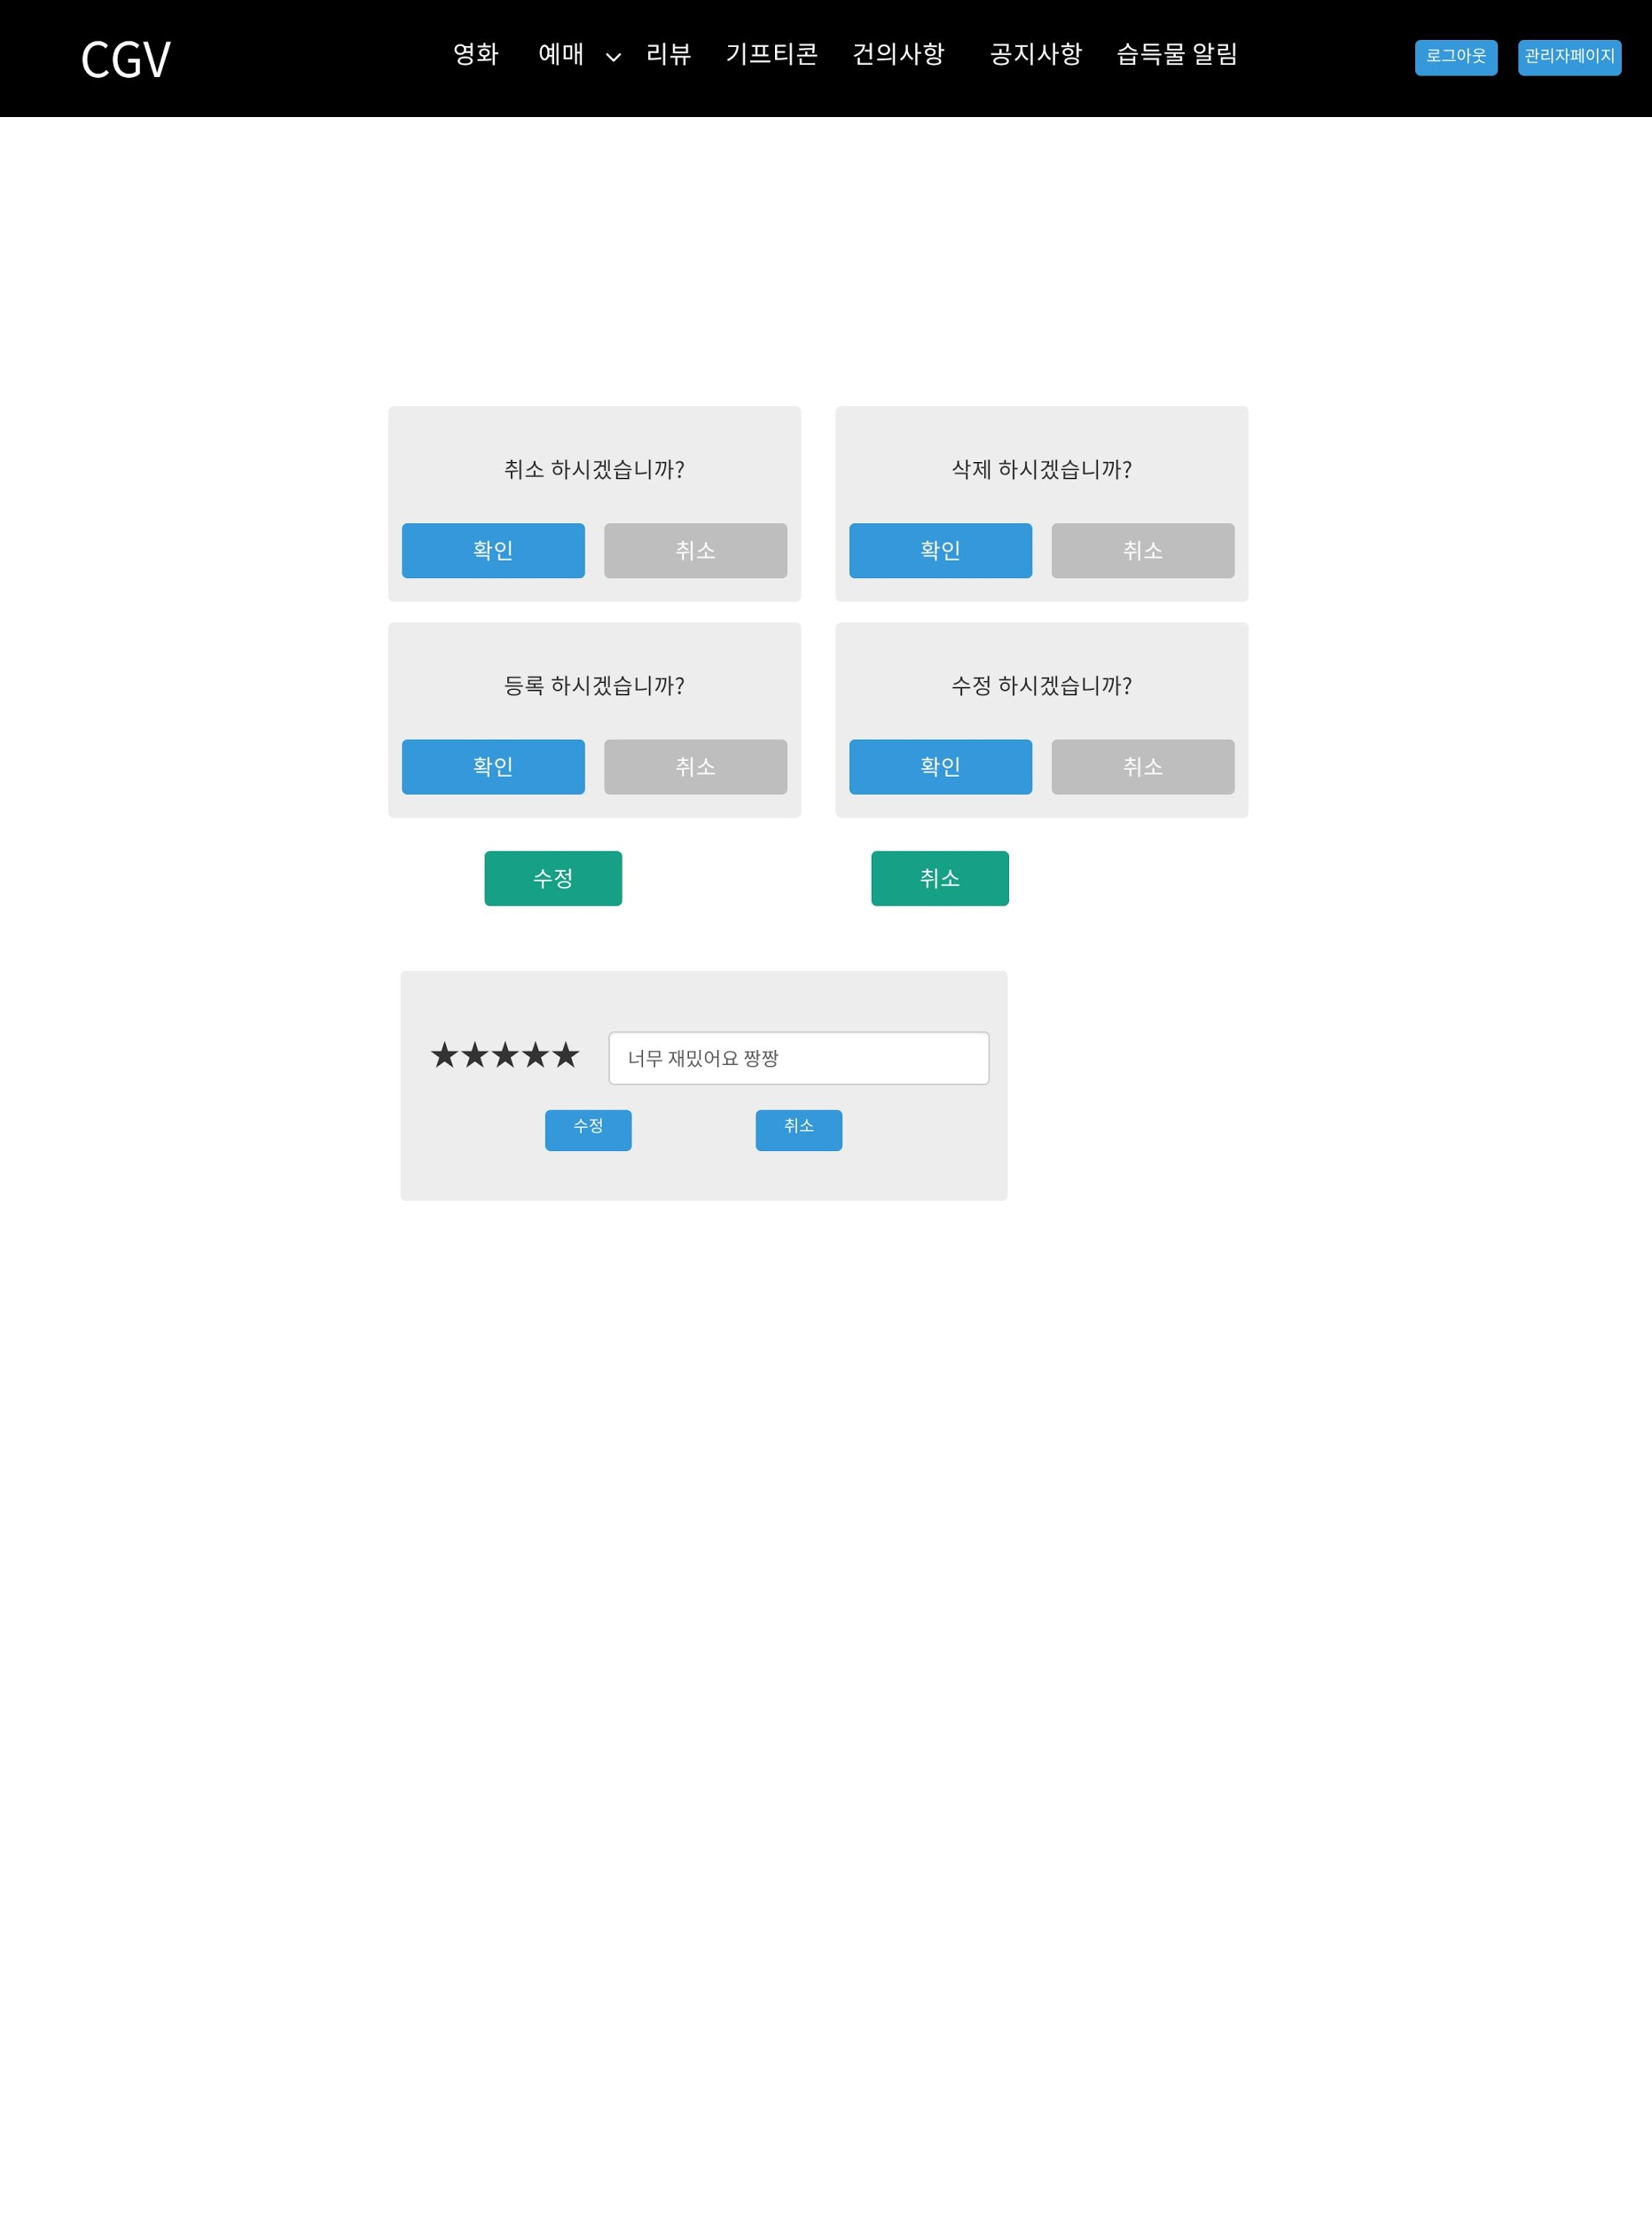 CGV
영화 예매 리뷰 기프티콘 건의사항 공지사항 습득물 알림 로그아웃 관리자페이지
취소 하시겠습니까?
확인 취소
삭제 하시겠습니까?
확인 취소
등록 하시겠습니까?
확인 취소
수정 하시겠습니까?
확인 취소
수정 취소
★★★★★ 너무 재밌어요 짱짱
수정 취소